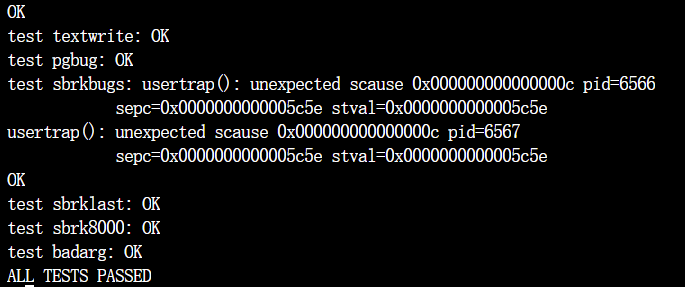 OK
test textwrite: OK
test pgbug: OK
test sbrkbugs: usertrap(): unexpected scause 0x000000000000000c pid=6566
            sepc=0x0000000000005c5e stval=0x0000000000005c5e
usertrap(): unexpected scause 0x000000000000000c pid=6567
            sepc=0x0000000000005c5e stval=0x0000000000005c5e
OK
test sbrklast: OK
test sbrk8000: OK
test badarg: OK
ALL TESTS PASSED